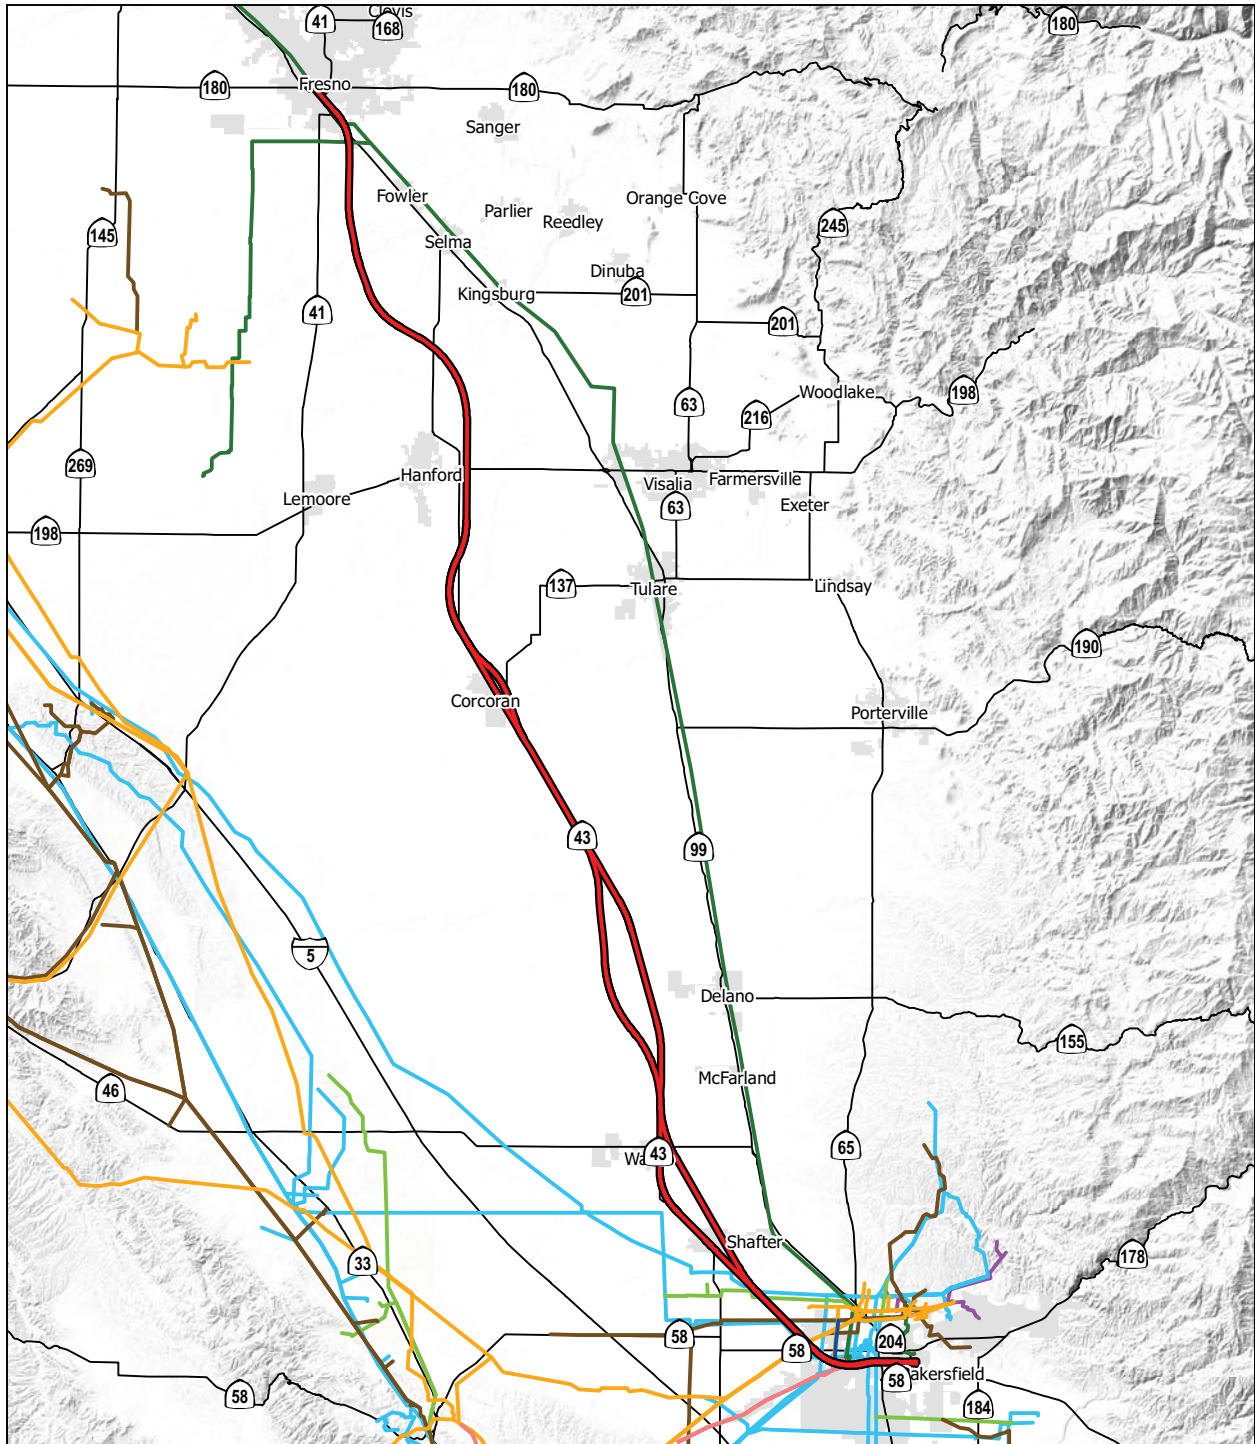 Clovis
41
168
180
Fresno
180
180
Sanger
Fowler
Orange Cove
Parlier
Reedley
145
245
Selma
Dinuba
Kingsburg
201
41
201
Woodlake
198
63
216
269
Hanford
Visalia
Farmersville
Lemoore
63
Exeter
198
137
Tulare
Lindsay
190
Corcoran
Porterville
43
99
5
Delano
155
McFarland
46
65
43
Wa
Shafter
178
33
58
204
58
58
58
akersfield
184